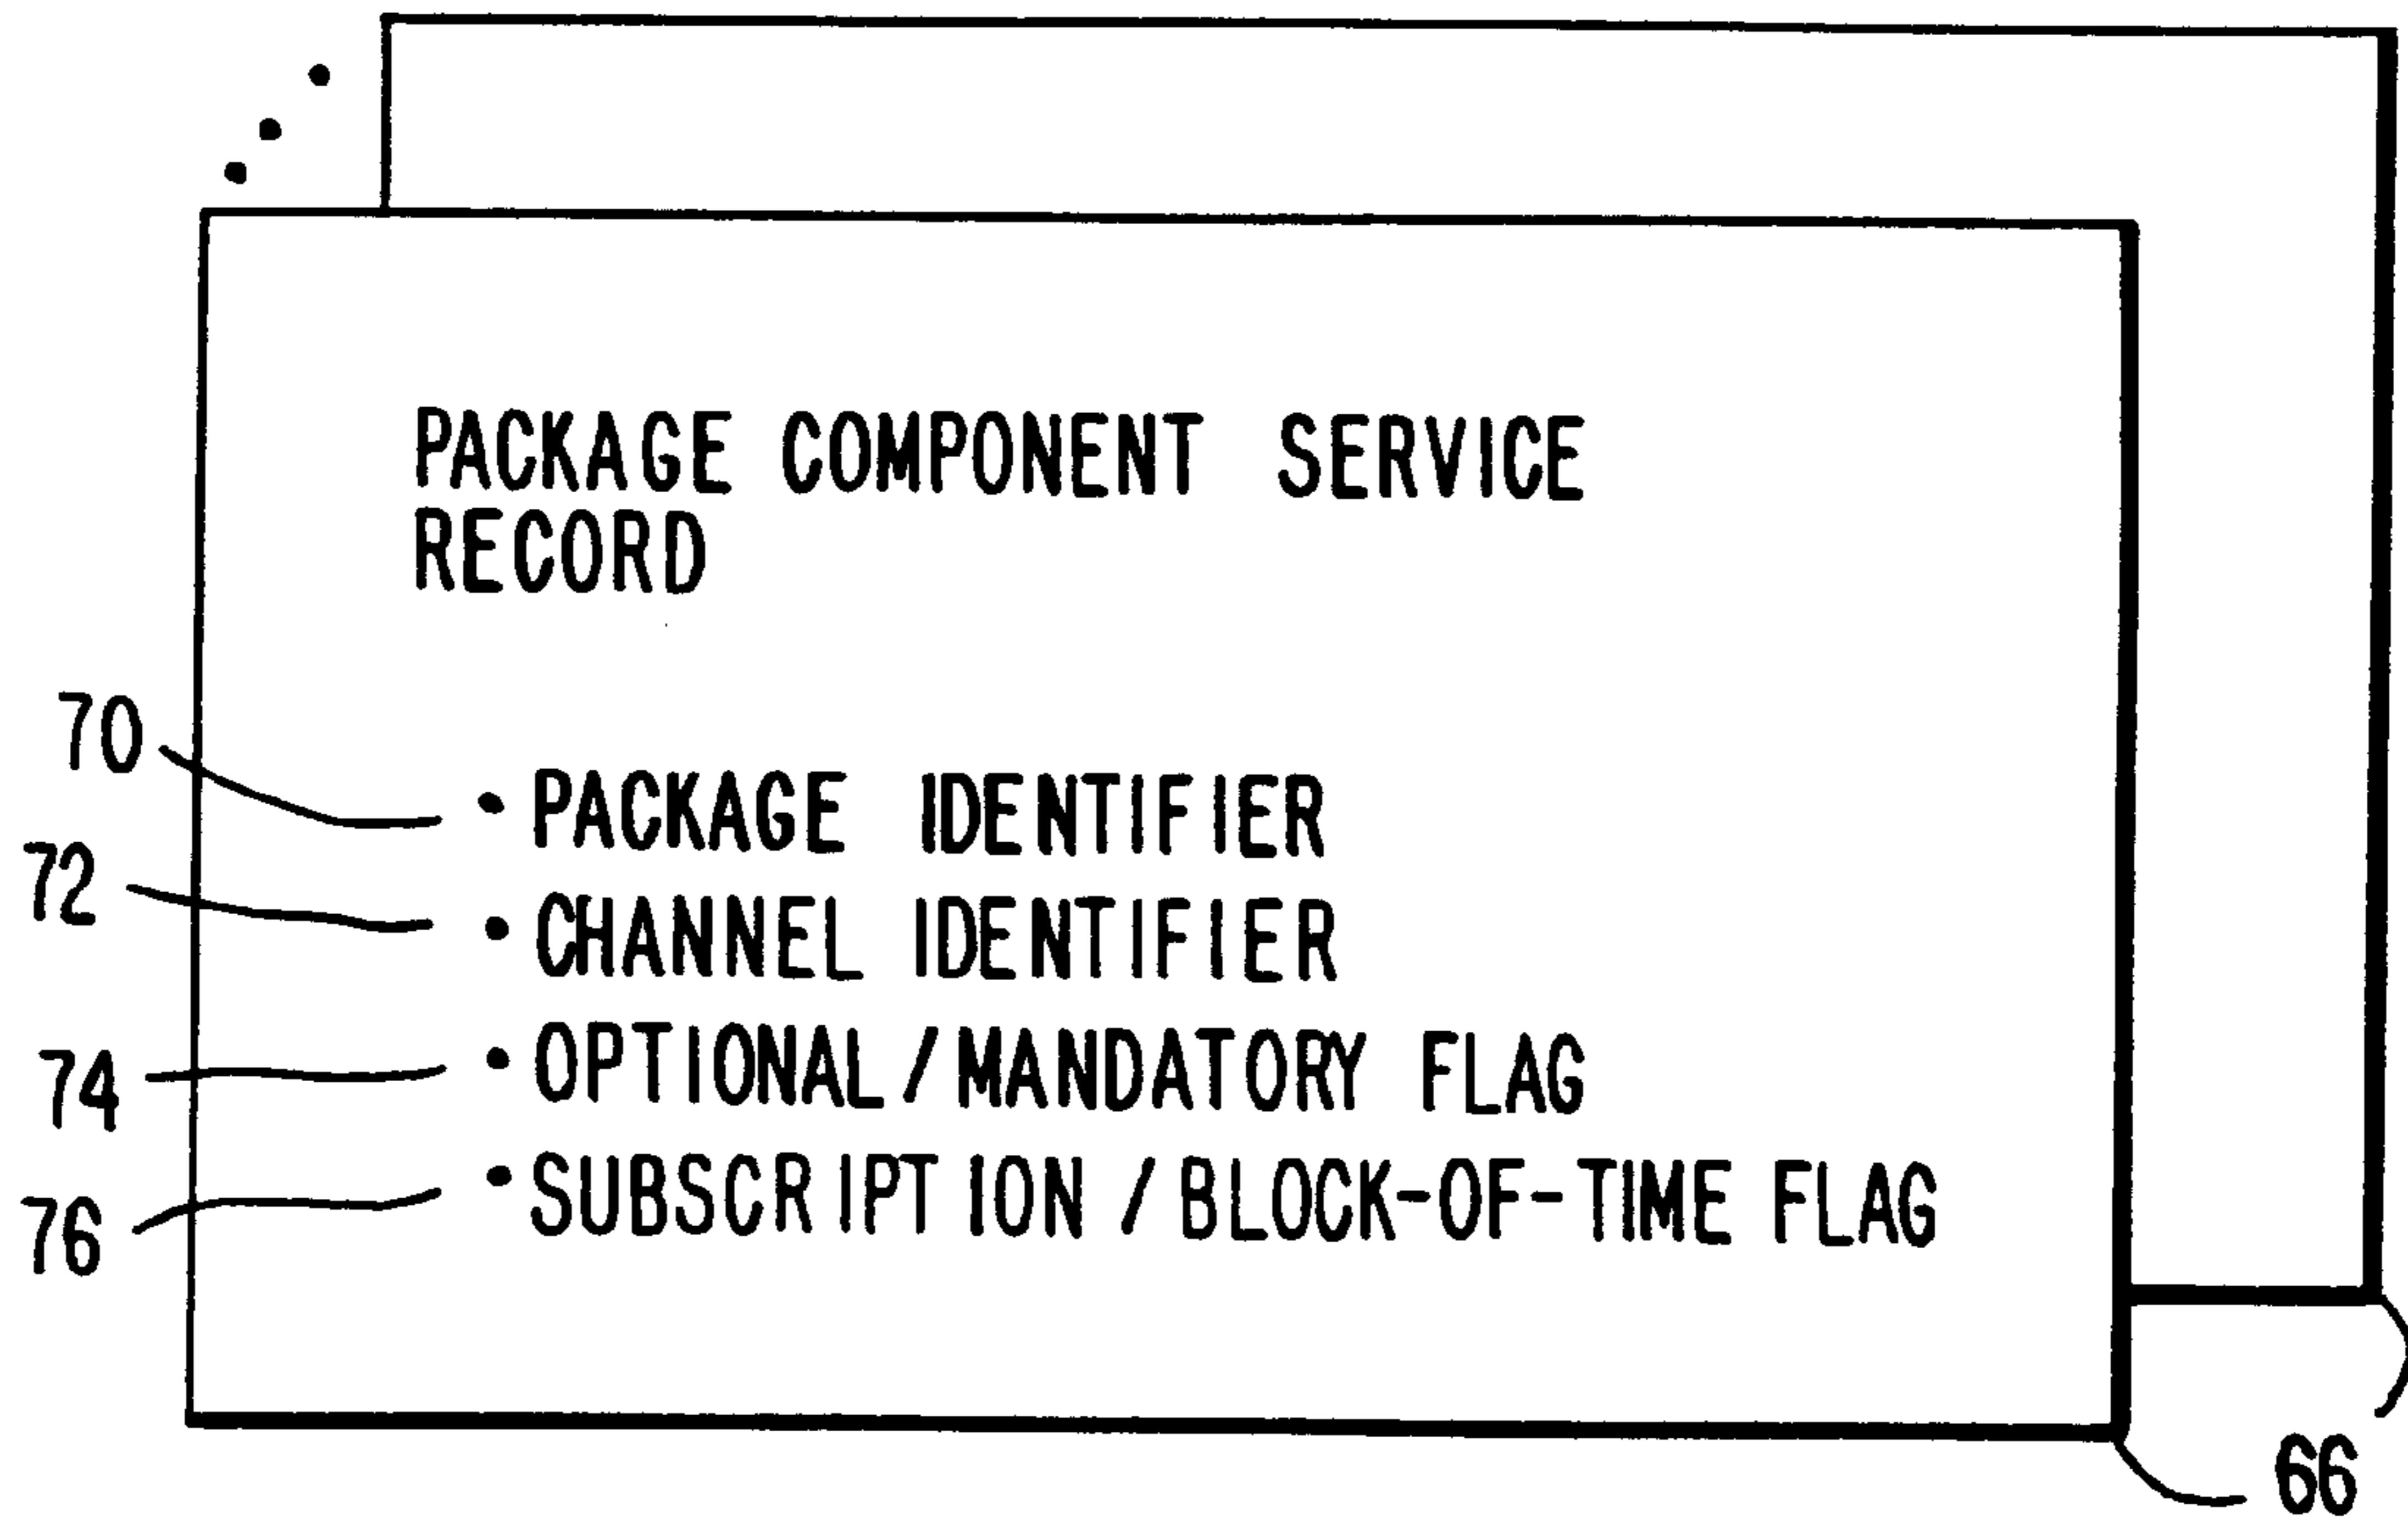 PACKAGE COMPONENT SERVICE
RECORD
70
• PACKAGE IDENTIFIER
72
• CHANNEL IDENTIFIER
74
• OPTIONAL/MANDATORY FLAG
76
• SUBSCRIPTION/BLOCK-OF-TIME FLAG
66